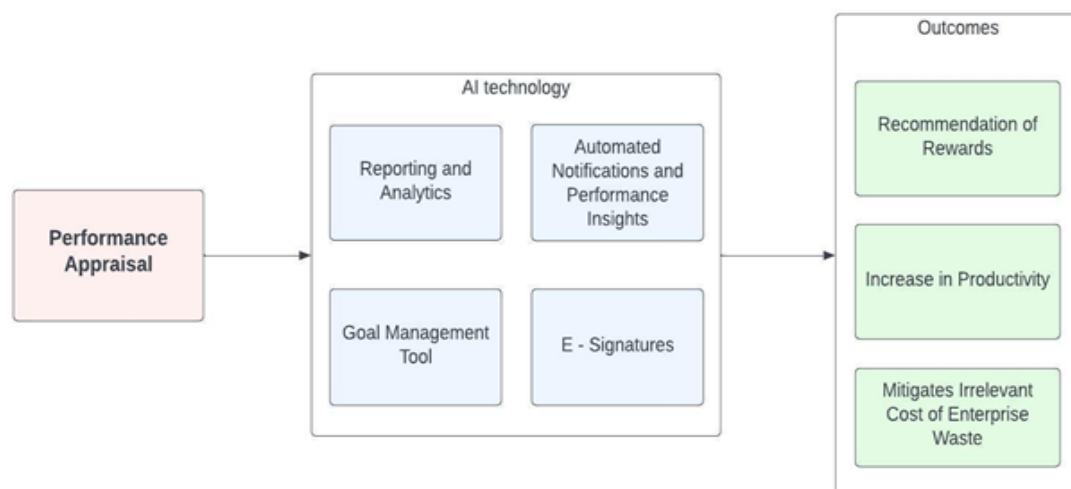 Outcomes
AI technology
Recommendation of
Rewards
Reporting and
Analytics
Automated
Notifications and
Performance
Insights
Performance
Appraisal
Increase in Productivity
Goal Management
Tool
E - Signatures
Mitigates Irrelevant
Cost of Enterprise
Waste